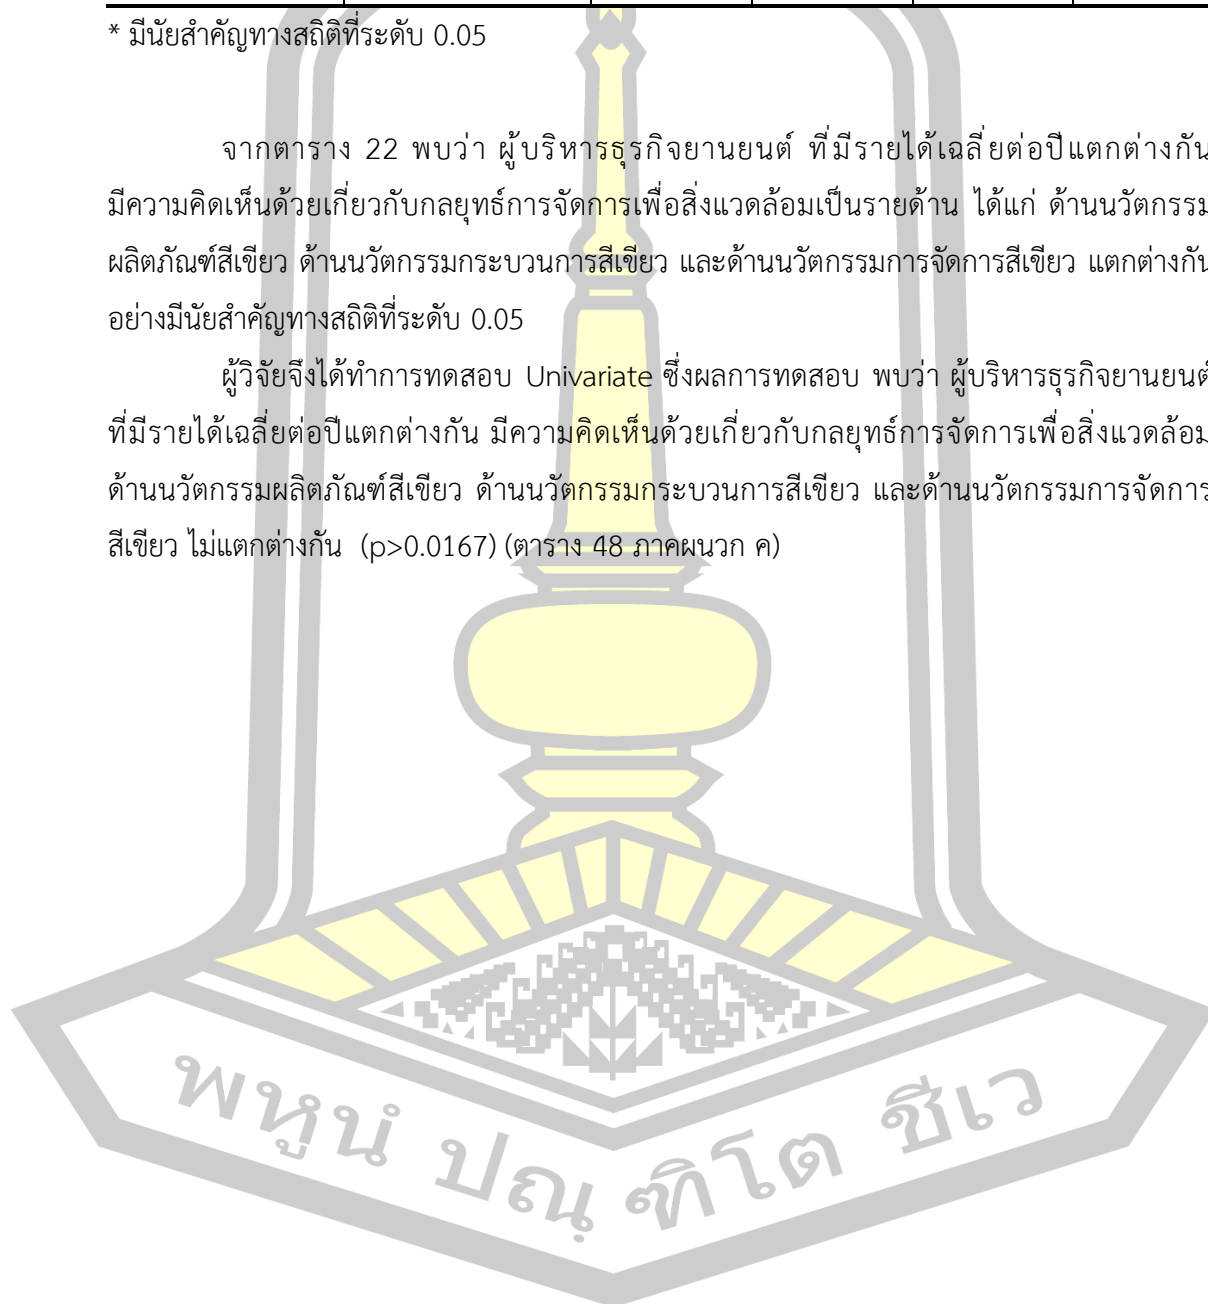 * มีนัยสำคัญทางสถิติที่ระดับ 0.05
จากตาราง 22 พบว่า ผู้บริหารธุรกิจยานยนต์ ที่มีรายได้เฉลี่ยต่อปีแตกต่างกัน
มีความคิดเห็นด้วยเกี่ยวกับกลยุทธ์การจัดการเพื่อสิ่งแวดล้อมเป็นรายด้าน ได้แก่ ด้านนวัตกรรม
ผลิตภัณฑ์สีเขียว ด้านนวัตกรรมกระบวนการสีเขียว และด้านนวัตกรรมการจัดการสีเขียว แตกต่างกัน
อย่างมีนัยสำคัญทางสถิติที่ระดับ 0.05
ผู้วิจัยจึงได้ทำการทดสอบ Univariate ซึ่งผลการทดสอบ พบว่า ผู้บริหารธุรกิจยานยนต์
ที่มีรายได้เฉลี่ยต่อปีแตกต่างกัน มีความคิดเห็นด้วยเกี่ยวกับกลยุทธ์การจัดการเพื่อสิ่งแวดล้อม
ด้านนวัตกรรมผลิตภัณฑ์สีเขียว ด้านนวัตกรรมกระบวนการสีเขียว และด้านนวัตกรรมการจัดการ
สีเขียว ไม่แตกต่างกัน (p>0.0167) (ตาราง 48 ภาคผนวก ค)
พหูนํ ปณฺฑิโต ชีเว